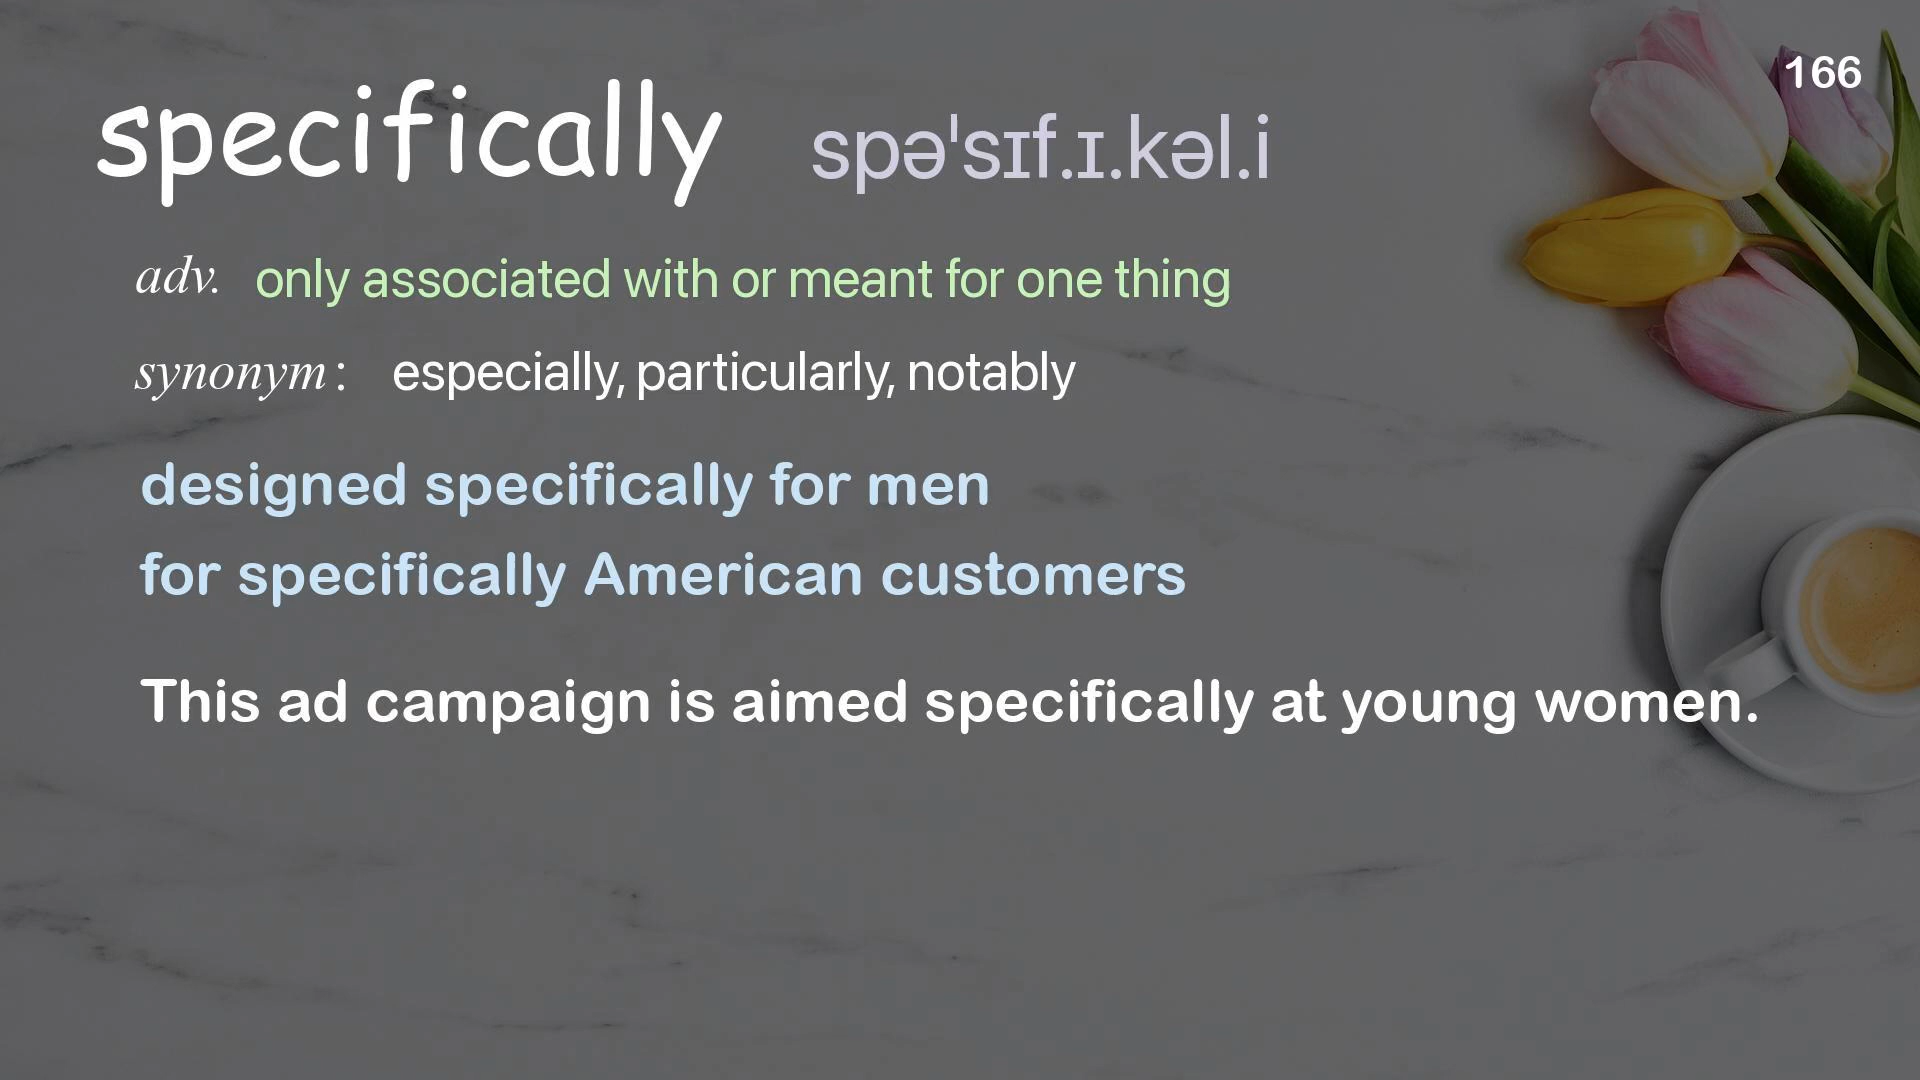 166
specifically spə'sɪf.ɪ.kəl.i
adv. only associated with or meant for one thing
synonym : especially, particularly, notably
designed specifically for men
for specifically American customers
This ad campaign is aimed specifically at young women.